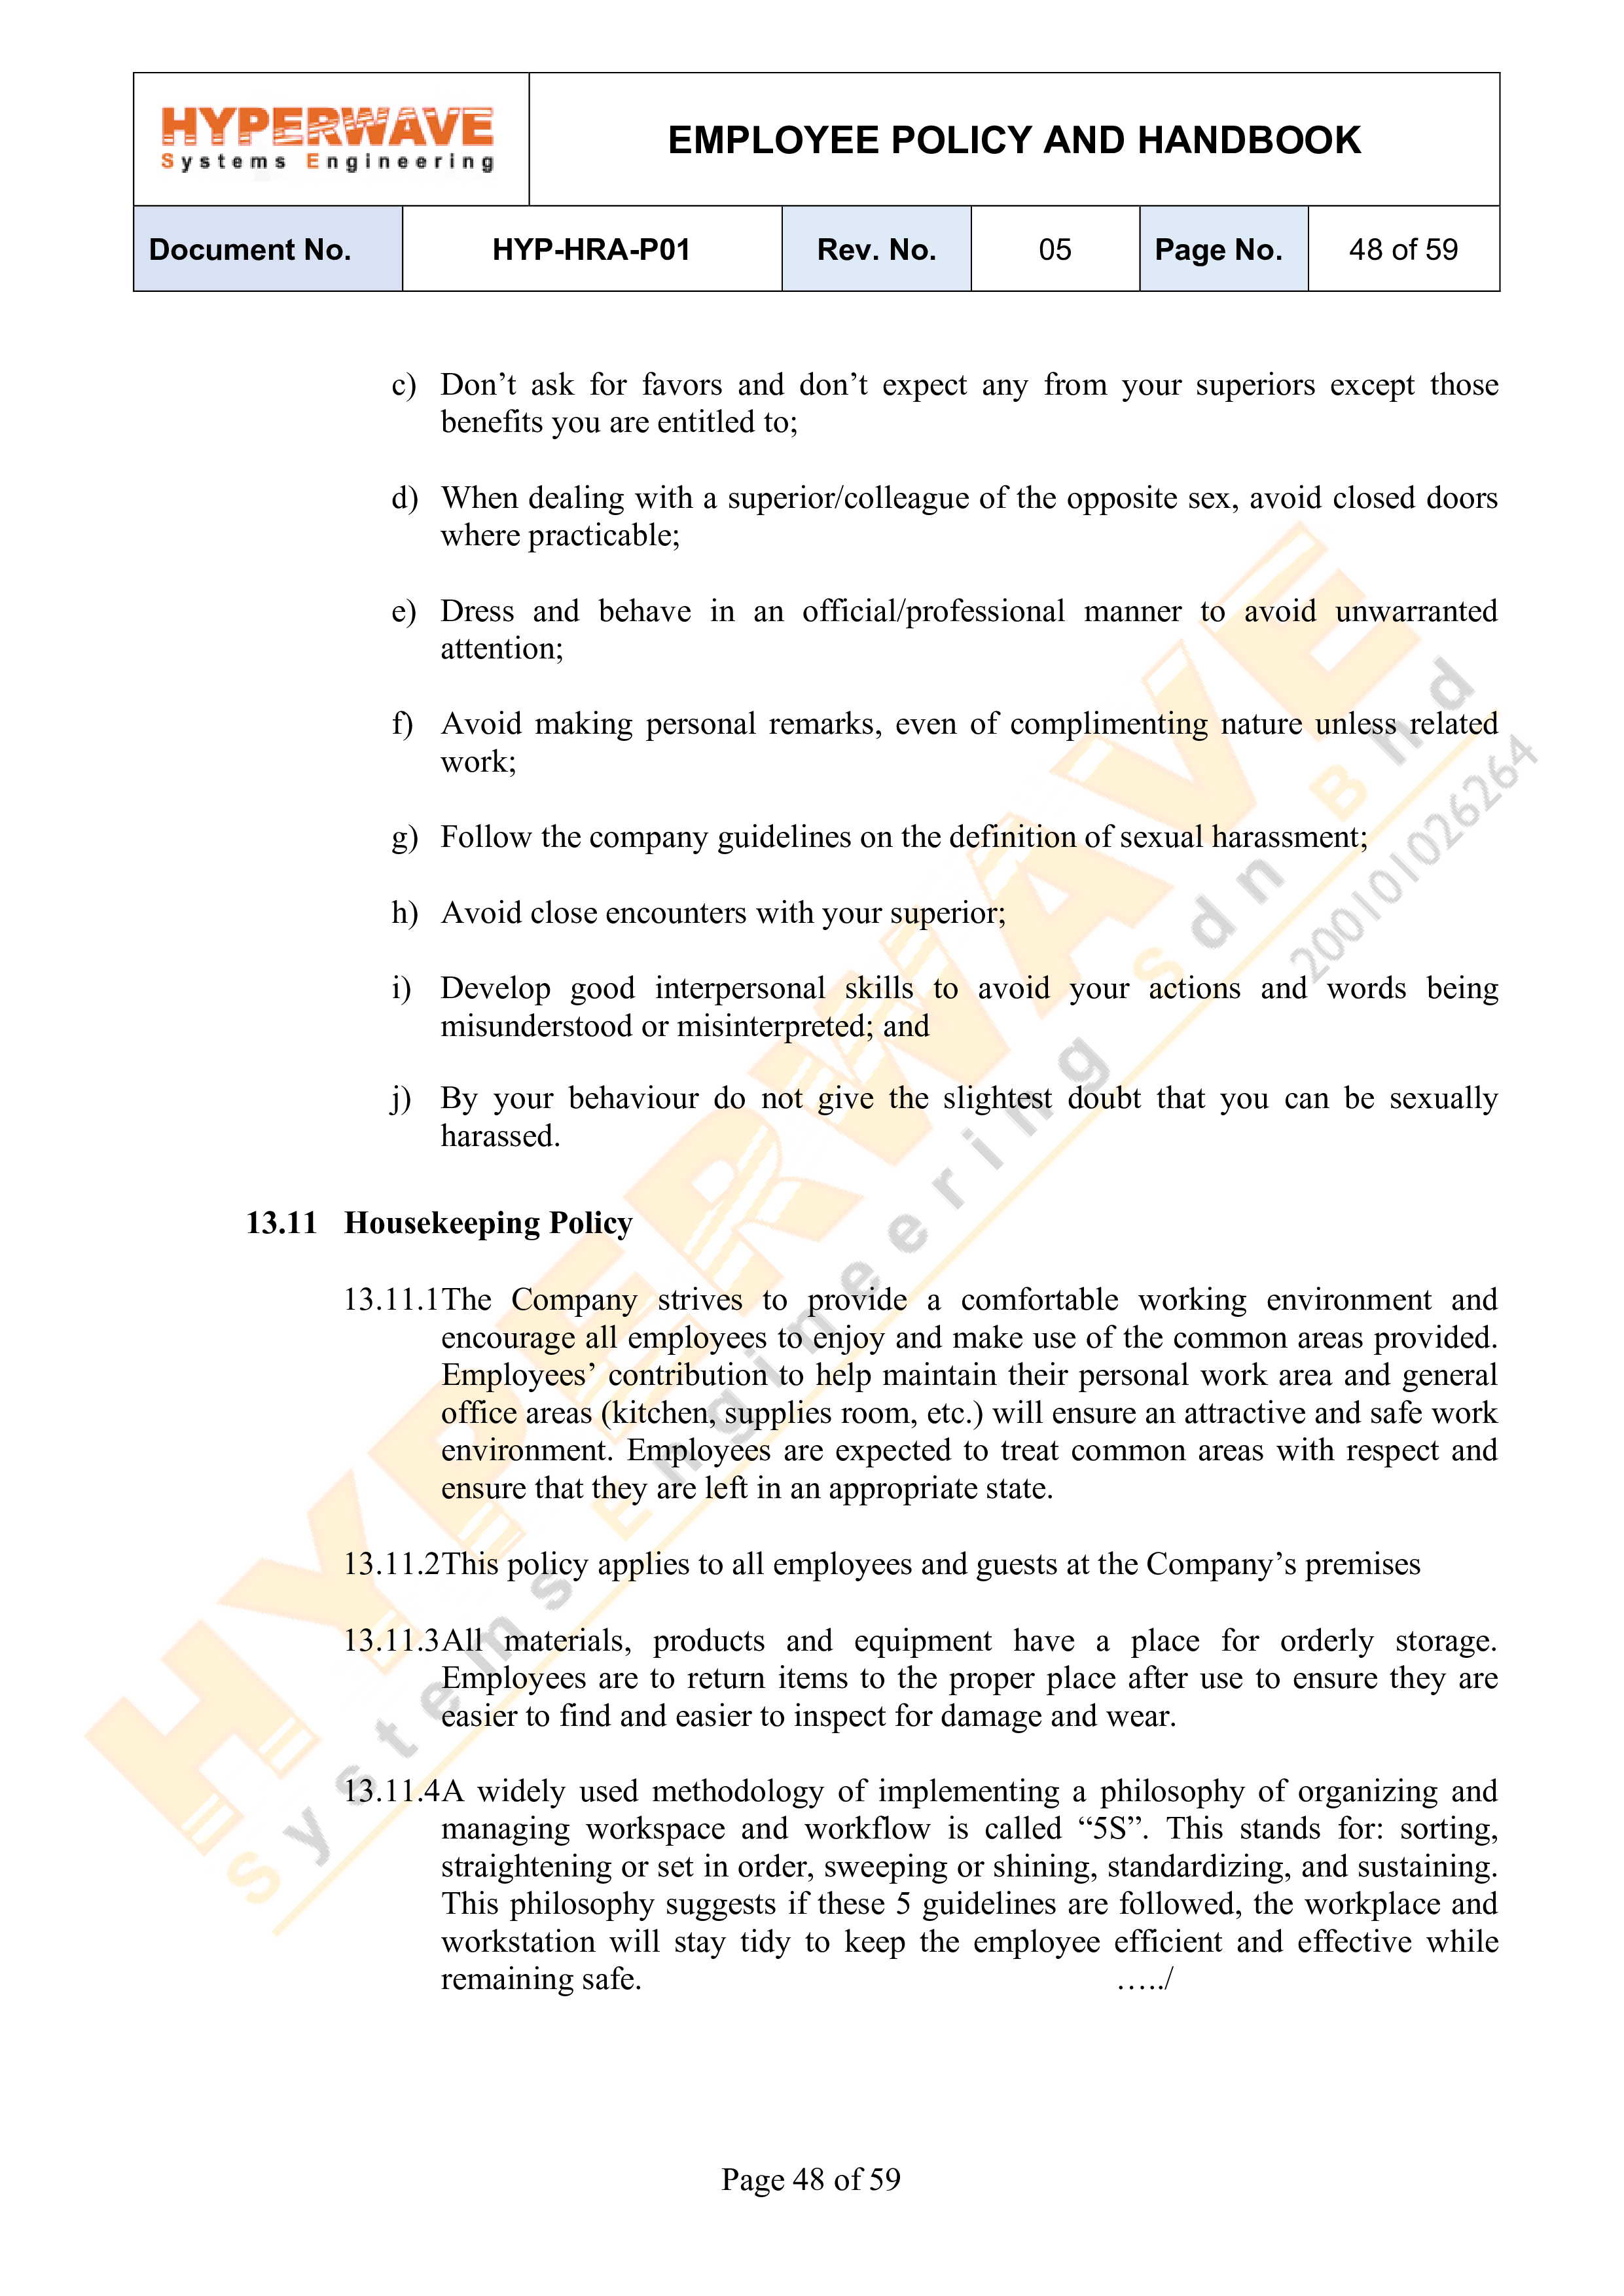 HYPERWAVE
Systems Engineering
EMPLOYEE POLICY AND HANDBOOK
Document No. HYP-HRA-P01 Rev. No. 05 Page No. 48 of 59
c) Don’t ask for favors and don’t expect any from your superiors except those
benefits you are entitled to;
d) When dealing with a superior/colleague of the opposite sex, avoid closed doors
where practicable;
e) Dress and behave in an official/professional manner to avoid unwarranted
attention;
f) Avoid making personal remarks, even of complimenting nature unless related
work;
g) Follow the company guidelines on the definition of sexual harassment;
h) Avoid close encounters with your superior;
i) Develop good interpersonal skills to avoid your actions and words being
misunderstood or misinterpreted; and
j) By your behaviour do not give the slightest doubt that you can be sexually
harassed.
13.11 Housekeeping Policy
13.11.1 The Company strives to provide a comfortable working environment and
encourage all employees to enjoy and make use of the common areas provided.
Employees’ contribution to help maintain their personal work area and general
office areas (kitchen, supplies room, etc.) will ensure an attractive and safe work
environment. Employees are expected to treat common areas with respect and
ensure that they are left in an appropriate state.
13.11.2 This policy applies to all employees and guests at the Company’s premises
13.11.3 All materials, products and equipment have a place for orderly storage.
Employees are to return items to the proper place after use to ensure they are
easier to find and easier to inspect for damage and wear.
13.11.4 A widely used methodology of implementing a philosophy of organizing and
managing workspace and workflow is called “5S”. This stands for: sorting,
straightening or set in order, sweeping or shining, standardizing, and sustaining.
This philosophy suggests if these 5 guidelines are followed, the workplace and
workstation will stay tidy to keep the employee efficient and effective while
remaining safe. …../
HYPERWAVE
Systems Engineering Sdn Bhd
200101026264
Page 48 of 59